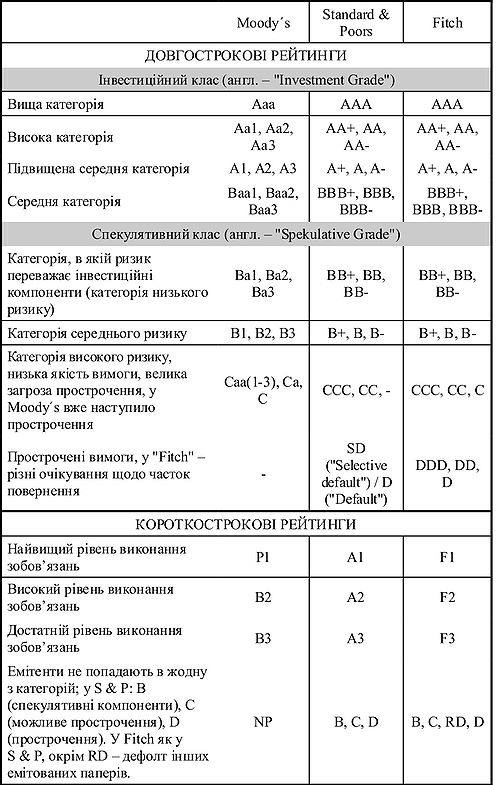 Moody´s Standard & Poors Fitch
ДОВГОСТРОКОВІ РЕЙТИНГИ
Інвестиційний клас (англ. – "Investment Grade")
Вища категорія Aaa AAA AAA
Висока категорія Aa1, Aa2, Aa3 AA+, AA, AA- AA+, AA, AA-
Підвищена середня категорія A1, A2, A3 A+, A, A- A+, A, A-
Середня категорія Baa1, Baa2, Baa3 BBB+, BBB, BBB- BBB+, BBB, BBB-
Спекулятивний клас (англ. – "Spekulative Grade")
Категорія, в якій ризик
переважає інвестиційні
компоненти (категорія низького
ризику) Ba1, Ba2, Ba3 BB+, BB, BB- BB+, BB, BB-
Категорія середнього ризику B1, B2, B3 B+, B, B- B+, B, B-
Категорія високого ризику,
низька якість вимоги, велика
загроза прострочення, у
Moody´s вже наступило
прострочення Caa(1-3), Ca, C CCC, CC, - CCC, CC, C
Прострочені вимоги, у "Fitch" –
різні очікування щодо часток
повернення - SD ("Selective default") / D ("Default") DDD, DD, D
КОРОТКОСТРОКОВІ РЕЙТИНГИ
Найвищий рівень виконання
зобов’язань P1 A1 F1
Високий рівень виконання
зобов’язань B2 A2 F2
Достатній рівень виконання
зобов’язань B3 A3 F3
Емітенти не попадають в жодну
з категорій; у S & P: B
(спекулятивні компоненти), C
(можливе прострочення), D
(прострочення). У Fitch як у
S & P, окрім RD – дефолт інших
емітованих паперів. NP B, C, D B, C, RD, D